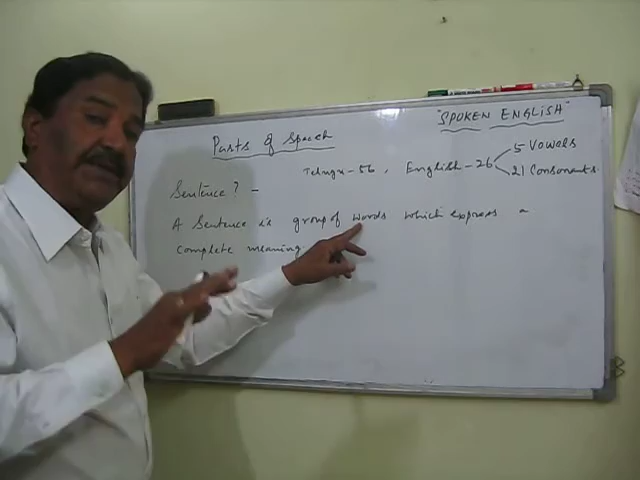 "SPOKEN ENGLISH"
Parts of Speech
Telugu - 56, English - 26
5 Vowels
21 Consonants
Sentence? -
A Sentence is group of words which express a
complete meaning